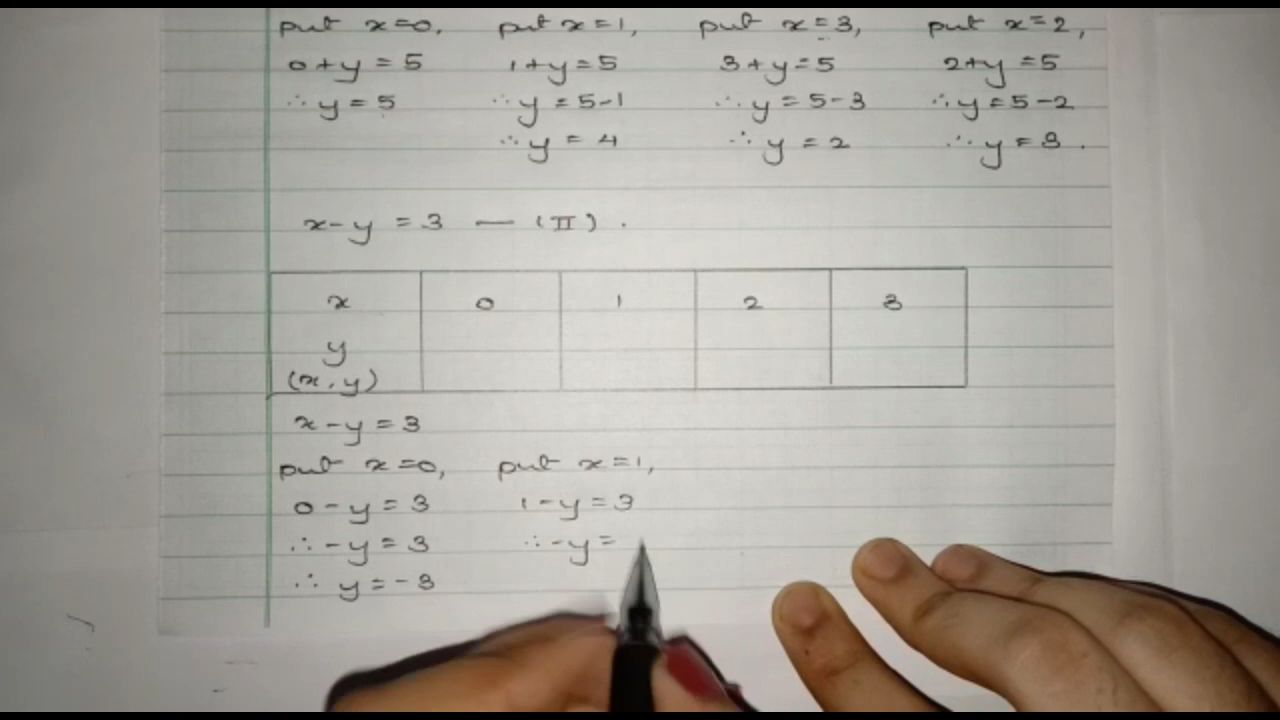 put x=0, put x=1, put x=3, put x=2,
0+y=5 1+y=5 3+y=5 2+y=5
∴y=5 ∴y=5-1 ∴y=5-3 ∴y=5-2
∴y=4 ∴y=2 ∴y=3.
x-y=3 — (II).
x 0 1 2 3
y
(x,y)
x-y=3
put x=0, put x=1,
0-y=3 1-y=3
∴-y=3 ∴-y=
∴ y=-3